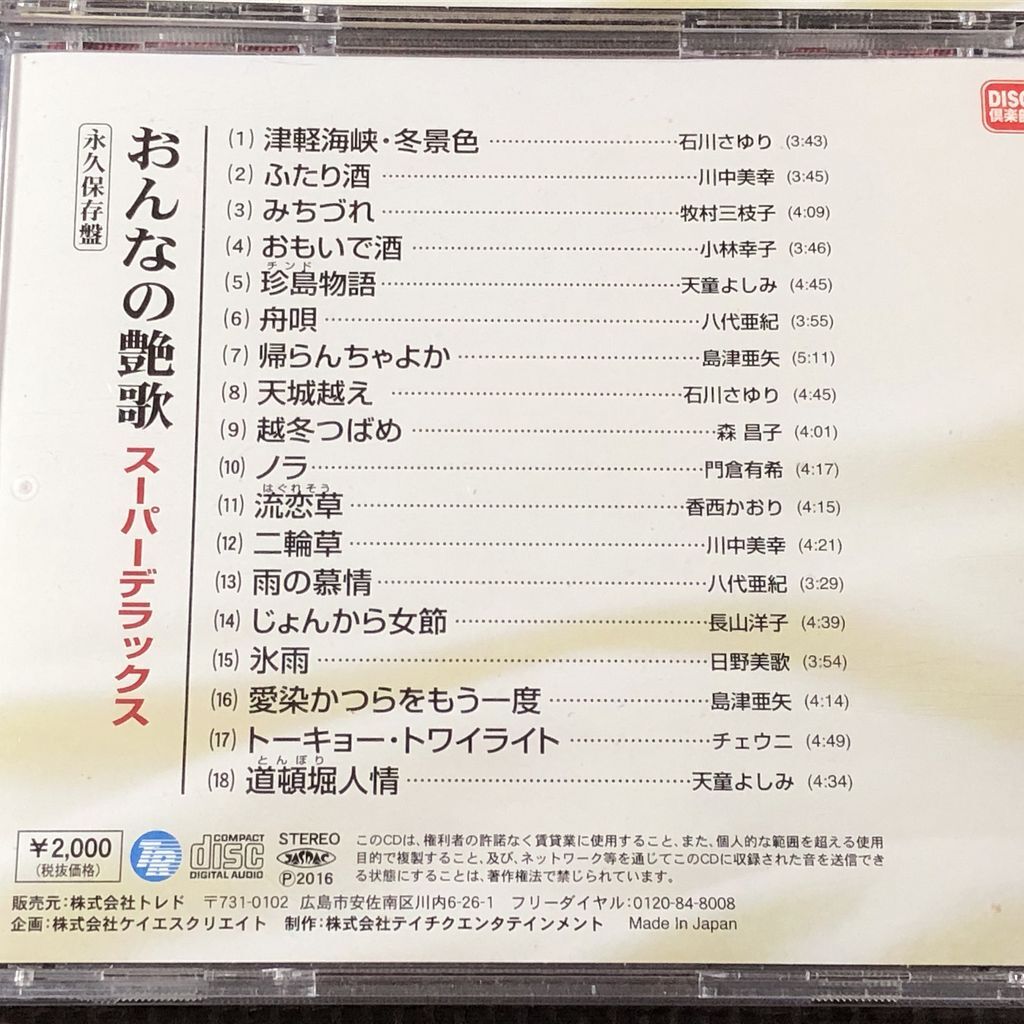 DISC
倶楽部
永久保存盤
おんなの艶歌
スーパーデラックス
(1) 津軽海峡・冬景色 石川さゆり (3:43)
(2) ふたり酒 川中美幸 (3:45)
(3) みちづれ 牧村三枝子 (4:09)
(4) おもいで酒 小林幸子 (3:46)
チンド
(5) 珍島物語 天童よしみ (4:45)
(6) 舟唄 八代亜紀 (3:55)
(7) 帰らんちゃよか 島津亜矢 (5:11)
(8) 天城越え 石川さゆり (4:45)
(9) 越冬つばめ 森 昌子 (4:01)
(10) ノラ 門倉有希 (4:17)
はぐれそう
(11) 流恋草 香西かおり (4:15)
(12) 二輪草 川中美幸 (4:21)
(13) 雨の慕情 八代亜紀 (3:29)
(14) じょんから女節 長山洋子 (4:39)
(15) 氷雨 日野美歌 (3:54)
(16) 愛染かつらをもう一度 島津亜矢 (4:14)
(17) トーキョー・トワイライト チェウニ (4:49)
とんぼり
(18) 道頓堀人情 天童よしみ (4:34)
¥2,000
(税抜価格)
TR
COMPACT
disc
DIGITAL AUDIO
STEREO
JASRAC
Ⓟ2016
このCDは、権利者の許諾なく賃貸業に使用すること、また、個人的な範囲を超える使用
目的で複製すること、及び、ネットワーク等を通じてこのCDに収録された音を送信でき
る状態にすることは、著作権法で禁じられています。
販売元：株式会社トレド 〒731-0102 広島市安佐南区川内6-26-1 フリーダイヤル：0120-84-8008
企画：株式会社ケイエスクリエイト 制作：株式会社テイチクエンタテインメント Made In Japan